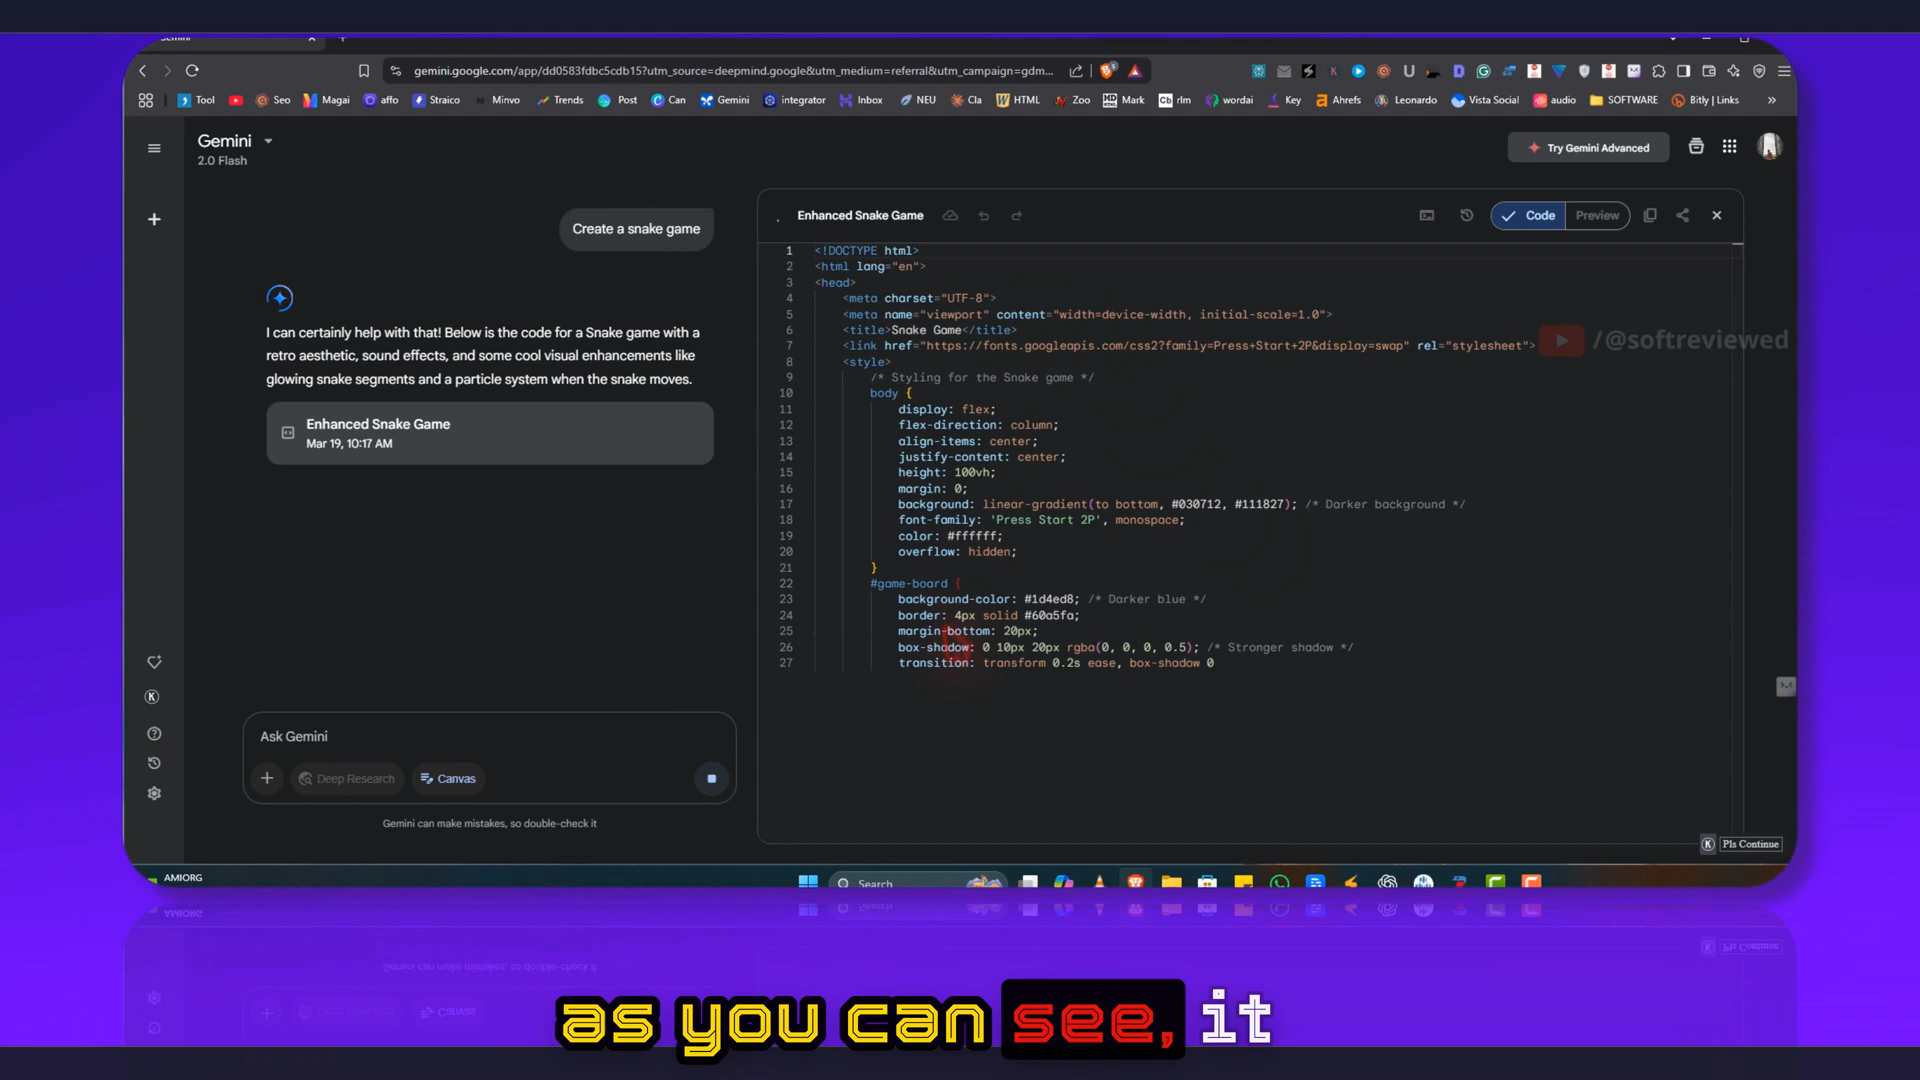 Gemini
gemini.google.com/app/dd0583fdbc5cdb15?utm_source=deepmind.google&utm_medium=referral&utm_campaign=gdm...
Tool
Seo
Magai
affo
Straico
Minvo
Trends
Post
Can
Gemini
integrator
Inbox
NEU
Cla
HTML
Zoo
Mark
rlm
wordai
Key
Ahrefs
Leonardo
Vista Social
audio
SOFTWARE
Bitly | Links
Gemini
2.0 Flash
Try Gemini Advanced
Create a snake game
I can certainly help with that! Below is the code for a Snake game with a
retro aesthetic, sound effects, and some cool visual enhancements like
glowing snake segments and a particle system when the snake moves.
Enhanced Snake Game
Mar 19, 10:17 AM
Ask Gemini
Deep Research
Canvas
Gemini can make mistakes, so double-check it
Enhanced Snake Game
Code
Preview
1 <!DOCTYPE html>
2 <html lang="en">
3 <head>
4 <meta charset="UTF-8">
5 <meta name="viewport" content="width=device-width, initial-scale=1.0">
6 <title>Snake Game</title>
7 <link href="https://fonts.googleapis.com/css2?family=Press+Start+2P&display=swap" rel="stylesheet">
8 <style>
9 /* Styling for the Snake game */
10 body {
11 display: flex;
12 flex-direction: column;
13 align-items: center;
14 justify-content: center;
15 height: 100vh;
16 margin: 0;
17 background: linear-gradient(to bottom, #030712, #111827); /* Darker background */
18 font-family: 'Press Start 2P', monospace;
19 color: #ffffff;
20 overflow: hidden;
21 }
22 #game-board {
23 background-color: #1d4ed8; /* Darker blue */
24 border: 4px solid #60a5fa;
25 margin-bottom: 20px;
26 box-shadow: 0 10px 20px rgba(0, 0, 0, 0.5); /* Stronger shadow */
27 transition: transform 0.2s ease, box-shadow 0
/@softreviewed
Pls Continue
AMIORG
Search
as you can see, it